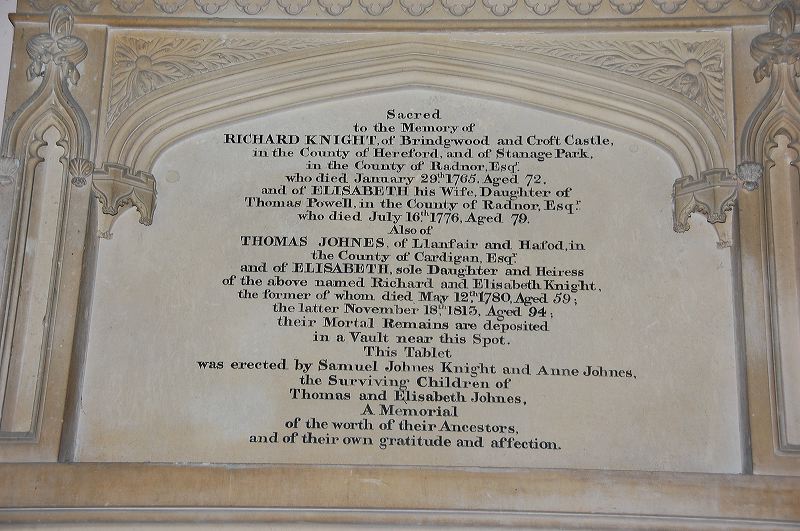 Sacred
to the Memory of
RICHARD KNIGHT, of Brindgwood and Croft Castle,
in the County of Hereford, and of Stanage Park,
in the County of Radnor, Esqr.
who died January 29th 1765. Aged 72.
and of ELISABETH his Wife, Daughter of
Thomas Powell, in the County of Radnor, Esqr.
who died July 16th 1776, Aged 79.
Also of
THOMAS JOHNES, of Llanfair and Hafod, in
the County of Cardigan, Esqr
and of ELISABETH, sole Daughter and Heiress
of the above named Richard and Elisabeth Knight,
the former of whom died May 12th 1780, Aged 59;
the latter November 18th 1813, Aged 94;
their Mortal Remains are deposited
in a Vault near this Spot.
This Tablet
was erected by Samuel Johnes Knight and Anne Johnes,
the Surviving Children of
Thomas and Elisabeth Johnes,
A Memorial
of the worth of their Ancestors,
and of their own gratitude and affection.